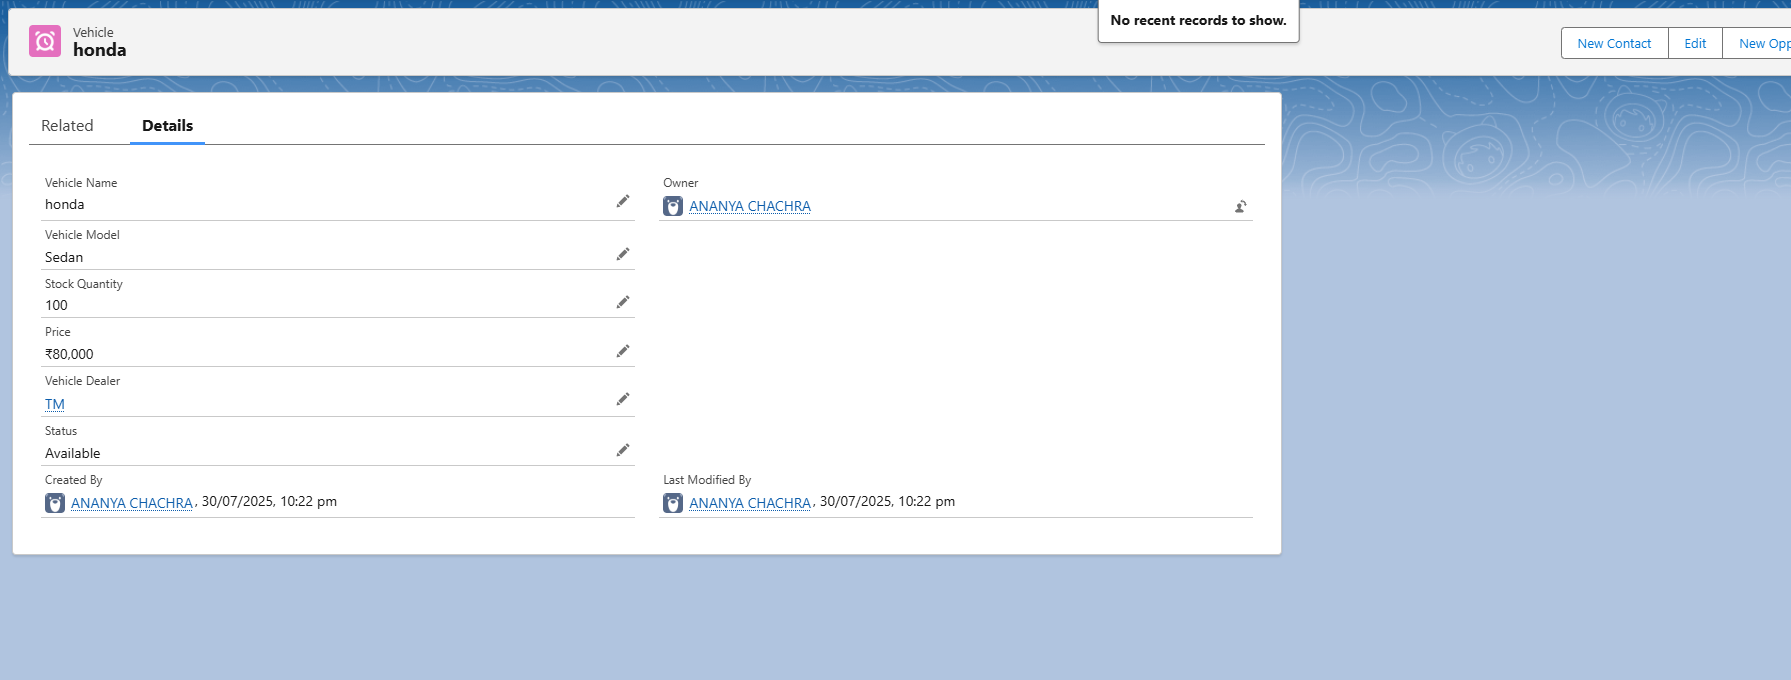 No recent records to show.
Vehicle
honda
New Contact
Edit
New Opp
Related
Details
Vehicle Name
honda
Owner
ANANYA CHACHRA
Vehicle Model
Sedan
Stock Quantity
100
Price
₹80,000
Vehicle Dealer
TM
Status
Available
Created By
ANANYA CHACHRA, 30/07/2025, 10:22 pm
Last Modified By
ANANYA CHACHRA, 30/07/2025, 10:22 pm